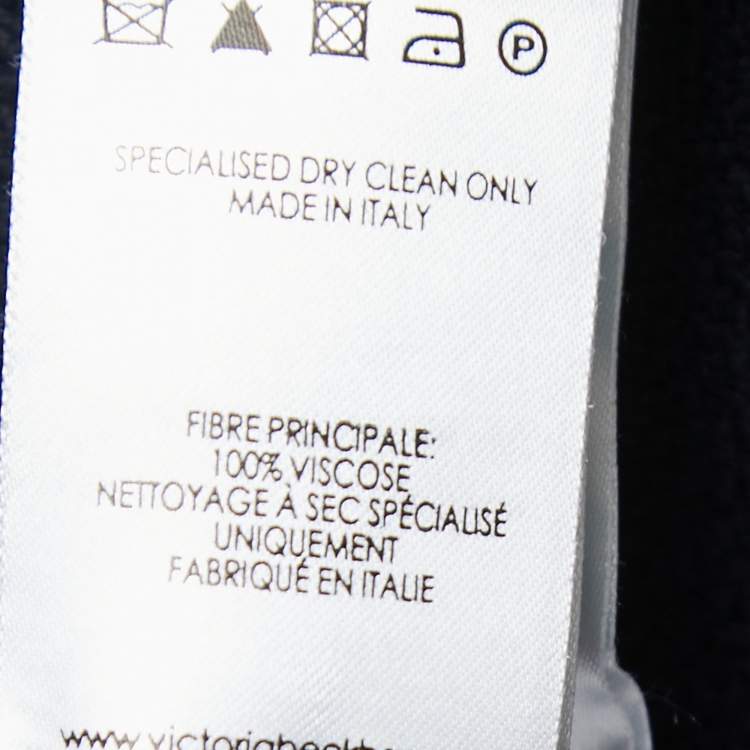 P
SPECIALISED DRY CLEAN ONLY
MADE IN ITALY
FIBRE PRINCIPALE:
100% VISCOSE
NETTOYAGE À SEC SPÉCIALISÉ
UNIQUEMENT
FABRIQUÉ EN ITALIE